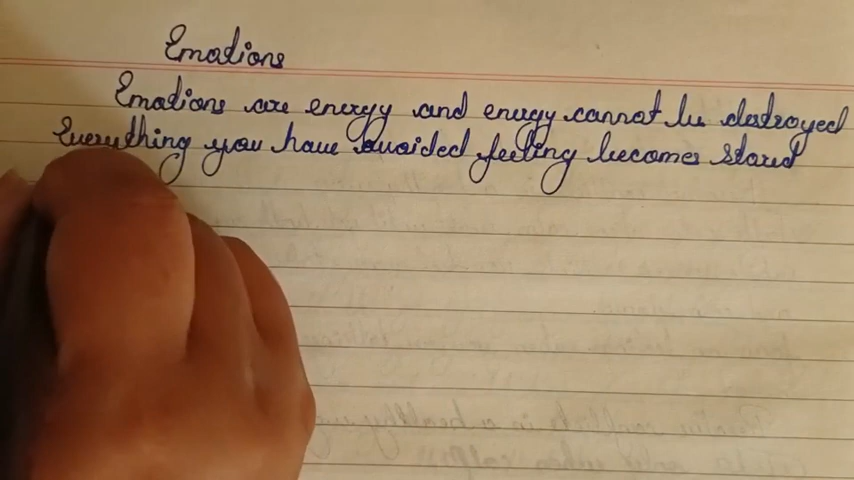 Emotions
Emotions are energy and energy cannot be destroyed
Everything you have avoided feeling becomes stored